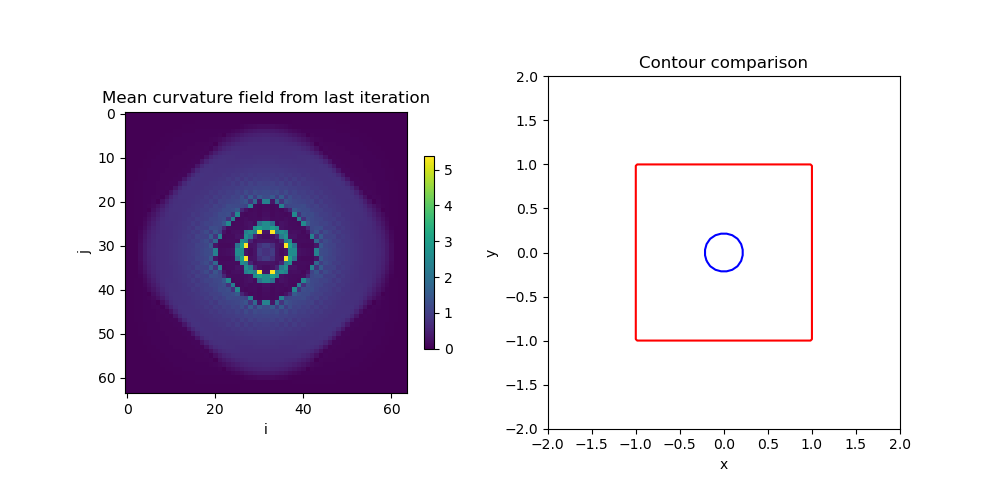 Mean curvature field from last iteration
0
10
20
30
40
50
60
j
0 20 40 60
i
5
4
3
2
1
0
Contour comparison
2.0
1.5
1.0
0.5
0.0
−0.5
−1.0
−1.5
−2.0
y
−2.0 −1.5 −1.0 −0.5 0.0 0.5 1.0 1.5 2.0
x